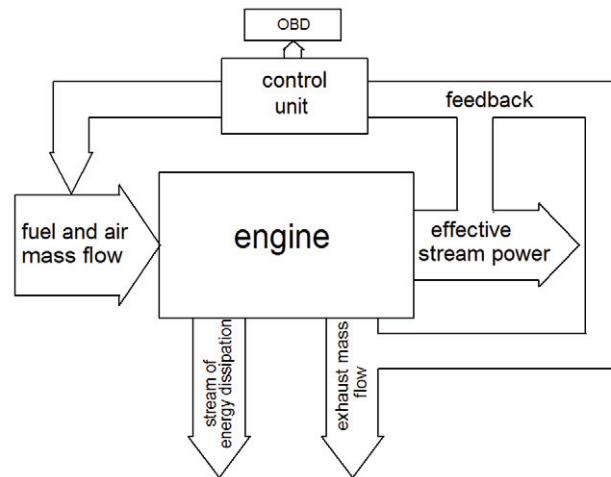 OBD
control
unit
feedback
fuel and air
mass flow
engine
effective
stream power
stream of
energy dissipation
exhaust mass
flow